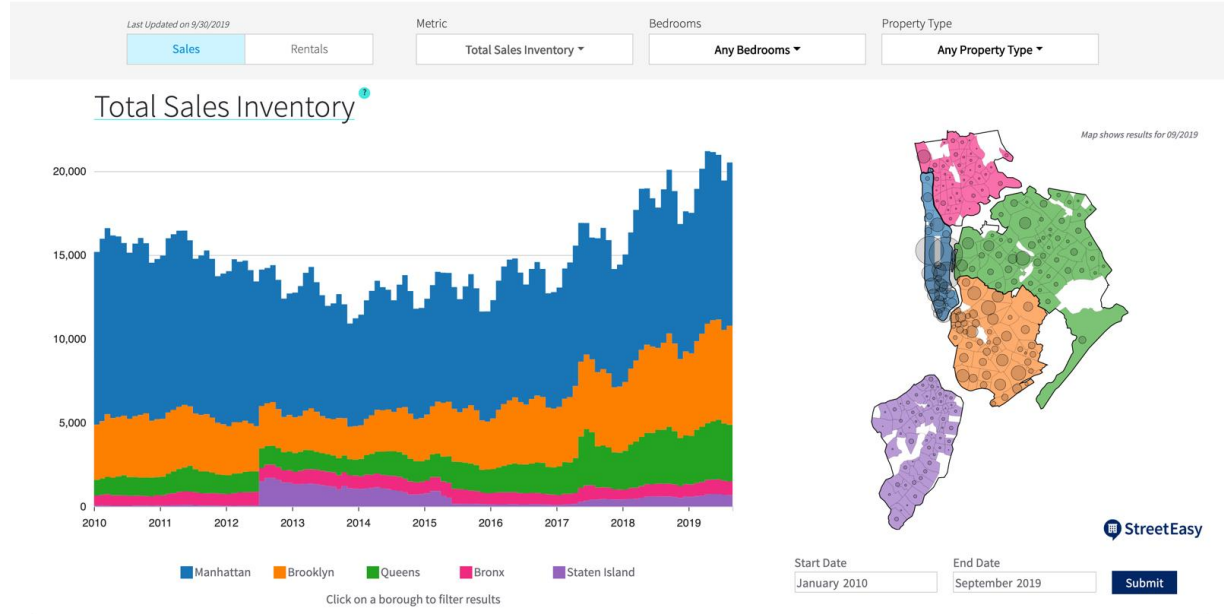 Last Updated on 9/30/2019
Sales
Rentals
Metric
Total Sales Inventory
Bedrooms
Any Bedrooms
Property Type
Any Property Type
Total Sales Inventory ?
Map shows results for 09/2019
20,000
15,000
10,000
5,000
0
2010 2011 2012 2013 2014 2015 2016 2017 2018 2019
Manhattan Brooklyn Queens Bronx Staten Island
Click on a borough to filter results
StreetEasy
Start Date
January 2010
End Date
September 2019
Submit